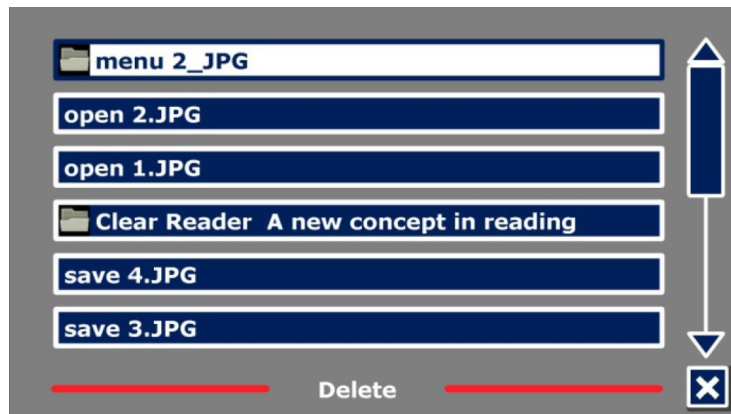 menu 2_JPG
open 2.JPG
open 1.JPG
Clear Reader  A new concept in reading
save 4.JPG
save 3.JPG
Delete